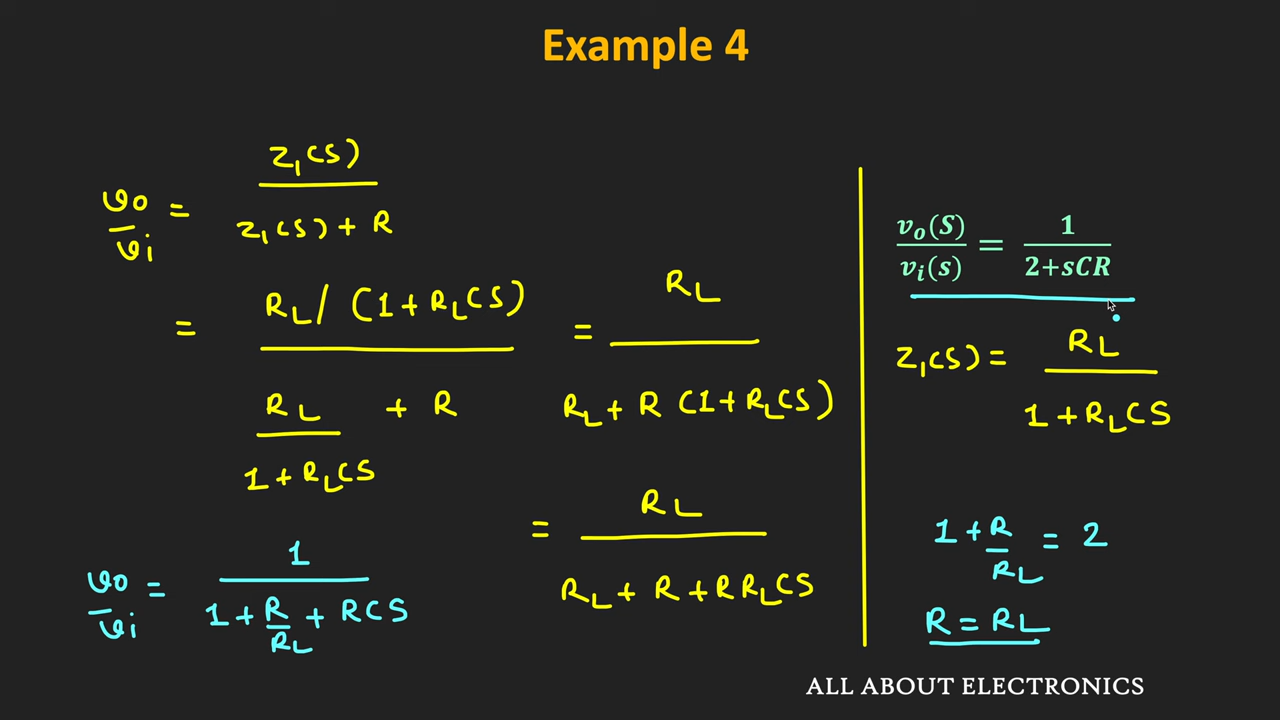 Example 4
vo/vi = Z₁(S) / (Z₁(S) + R)
= (RL / (1 + RLCS)) / (RL / (1 + RLCS) + R) = RL / (RL + R (1 + RLCS))
= RL / (RL + R + RRLCS)
vo/vi = 1 / (1 + R/RL + RCS)
vo(S)/vi(s) = 1 / (2+sCR)
Z₁(S) = RL / (1 + RLCS)
1 + R/RL = 2
R = RL
ALL ABOUT ELECTRONICS